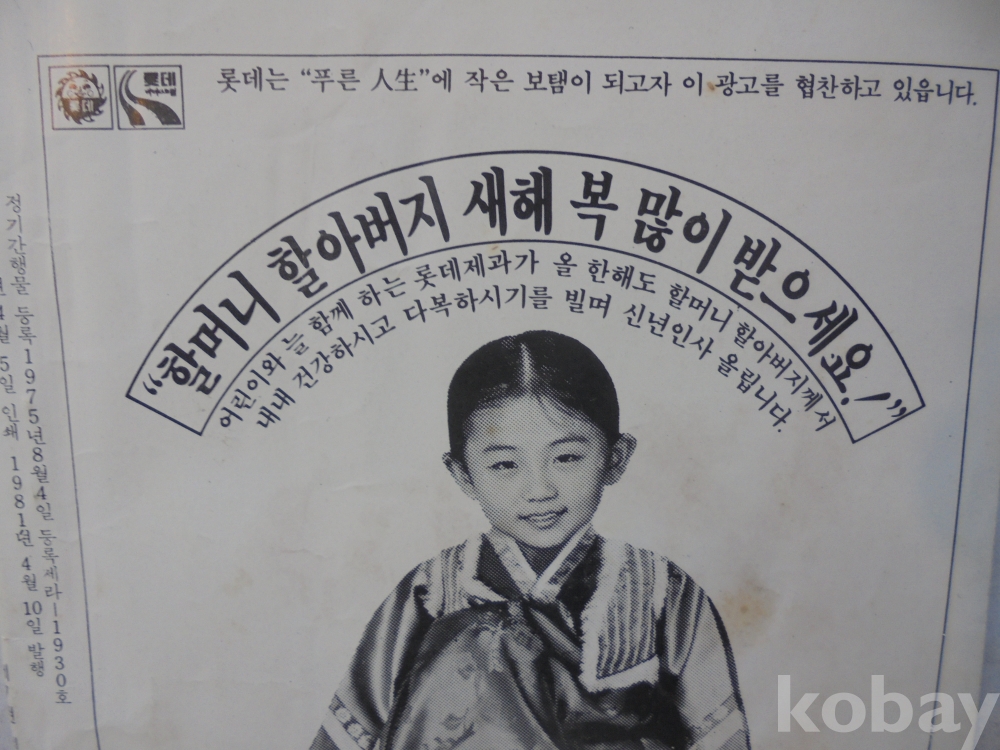 롯데
롯데
롯데는 “푸른 人生”에 작은 보탬이 되고자 이 광고를 협찬하고 있읍니다.
“할머니 할아버지 새해 복 많이 받으세요!”
어린이와 늘 함께 하는 롯데제과가 올 한해도 할머니 할아버지께서
내내 건강하시고 다복하시기를 빌며 신년인사 올립니다.
정기간행물 등록 1975년 8월 4일 등록 라—1930호
4월 5일 인쇄 1981년 4월 10일 발행
kobay